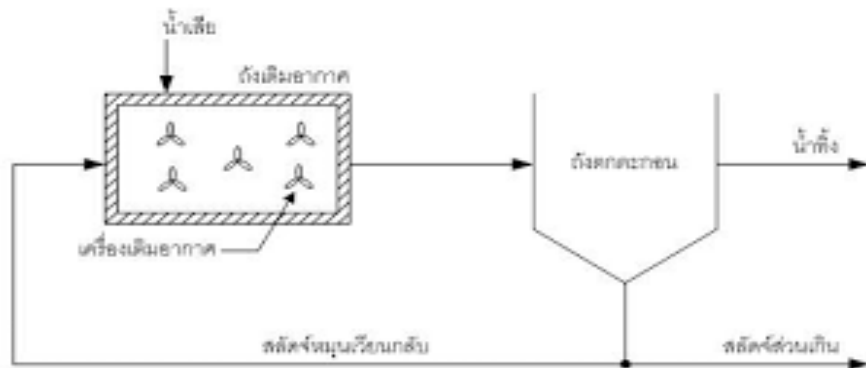 น้ำเสีย
ถังเติมอากาศ
น้ำทิ้ง
ถังตกตะกอน
เครื่องเติมอากาศ
สลัดจ์หมุนเวียนกลับ
สลัดจ์ส่วนเกิน